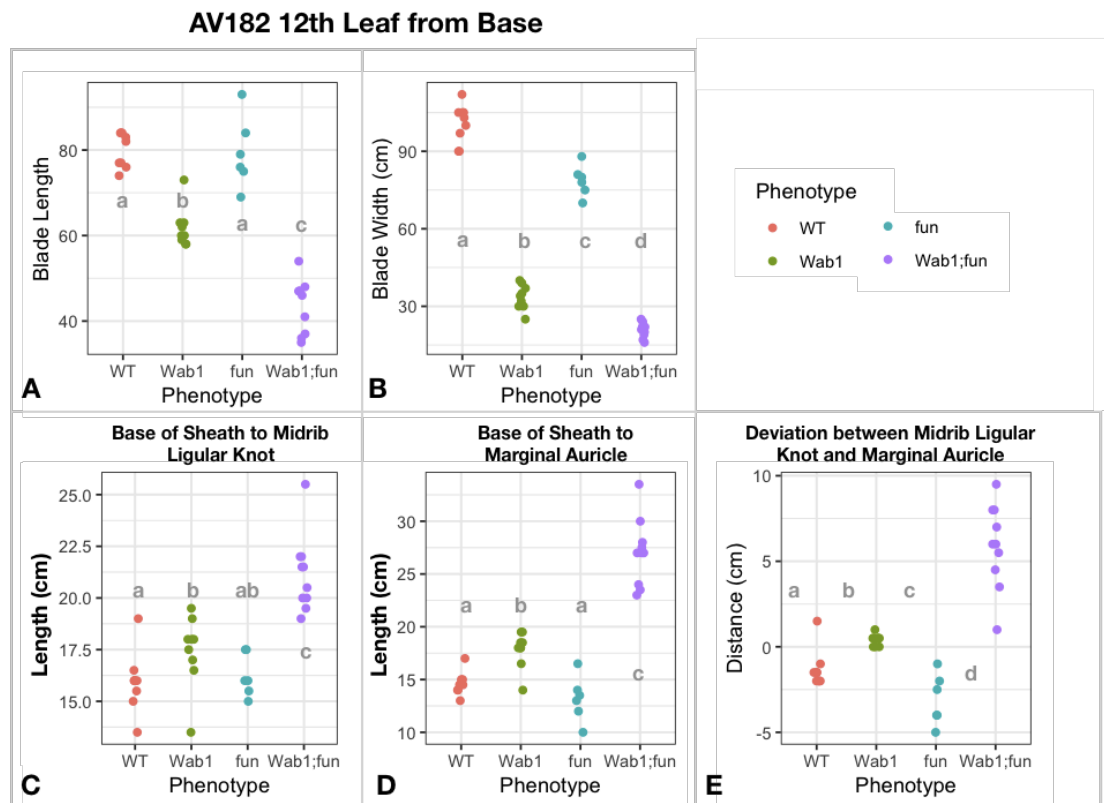 AV182 12th Leaf from Base
Blade Length
80
60
40
a
b
a
c
WT
Wab1
fun
Wab1;fun
Phenotype
A
Blade Width (cm)
90
60
30
a
b
c
d
WT
Wab1
fun
Wab1;fun
Phenotype
B
Phenotype
WT
fun
Wab1
Wab1;fun
Base of Sheath to Midrib
Ligular Knot
Length (cm)
25.0
22.5
20.0
17.5
15.0
a
b
ab
c
WT
Wab1
fun
Wab1;fun
Phenotype
C
Base of Sheath to
Marginal Auricle
Length (cm)
30
25
20
15
10
a
b
a
c
WT
Wab1
fun
Wab1;fun
Phenotype
D
Deviation between Midrib Ligular
Knot and Marginal Auricle
Distance (cm)
10
5
0
-5
a
b
c
d
WT
Wab1
fun
Wab1;fun
Phenotype
E